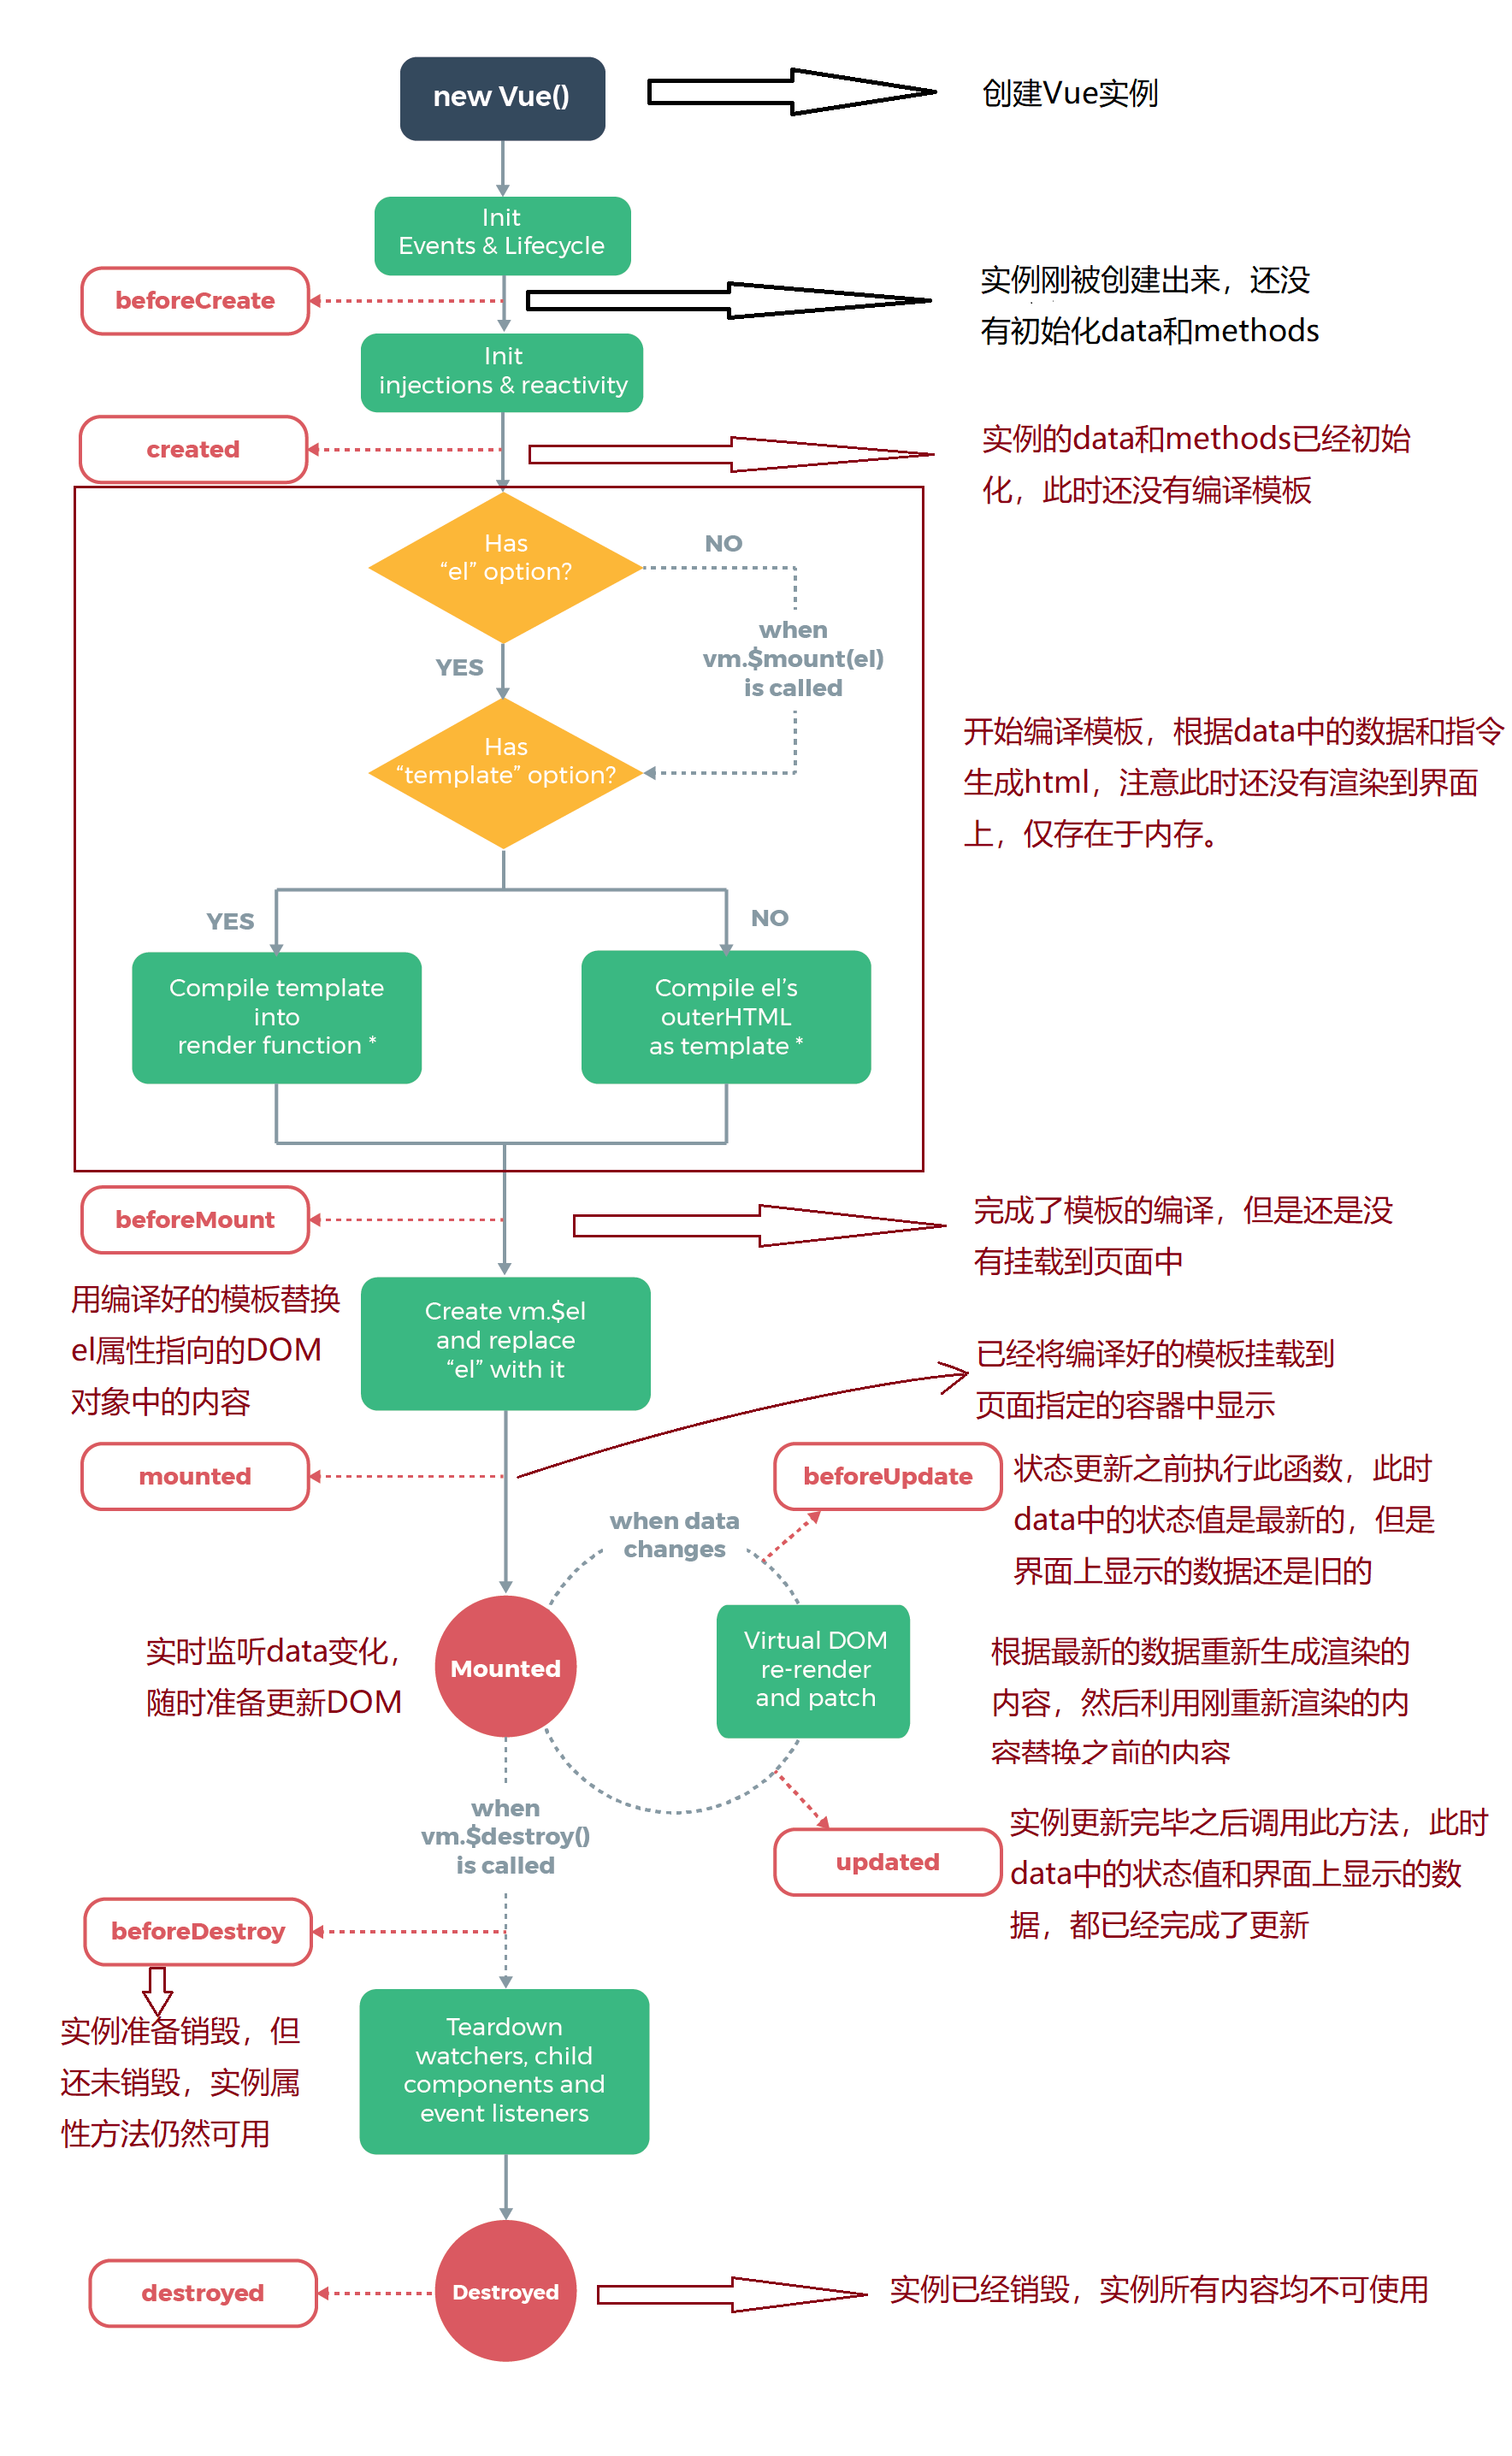 new Vue()
创建Vue实例
Init
Events & Lifecycle
beforeCreate
实例刚被创建出来，还没
有初始化data和methods
Init
injections & reactivity
created
实例的data和methods已经初始
化，此时还没有编译模板
Has
“el” option?
NO
when
vm.$mount(el)
is called
YES
Has
“template” option?
开始编译模板，根据data中的数据和指令
生成html，注意此时还没有渲染到界面
上，仅存在于内存。
YES
NO
Compile template
into
render function *
Compile el’s
outerHTML
as template *
beforeMount
完成了模板的编译，但是还是没
有挂载到页面中
用编译好的模板替换
el属性指向的DOM
对象中的内容
Create vm.$el
and replace
“el” with it
已经将编译好的模板挂载到
页面指定的容器中显示
mounted
beforeUpdate
状态更新之前执行此函数，此时
data中的状态值是最新的，但是
界面上显示的数据还是旧的
when data
changes
实时监听data变化，
随时准备更新DOM
Mounted
Virtual DOM
re-render
and patch
根据最新的数据重新生成渲染的
内容，然后利用刚重新渲染的内
容替换之前的内容
when
vm.$destroy()
is called
updated
实例更新完毕之后调用此方法，此时
data中的状态值和界面上显示的数
据，都已经完成了更新
beforeDestroy
实例准备销毁，但
还未销毁，实例属
性方法仍然可用
Teardown
watchers, child
components and
event listeners
destroyed
Destroyed
实例已经销毁，实例所有内容均不可使用